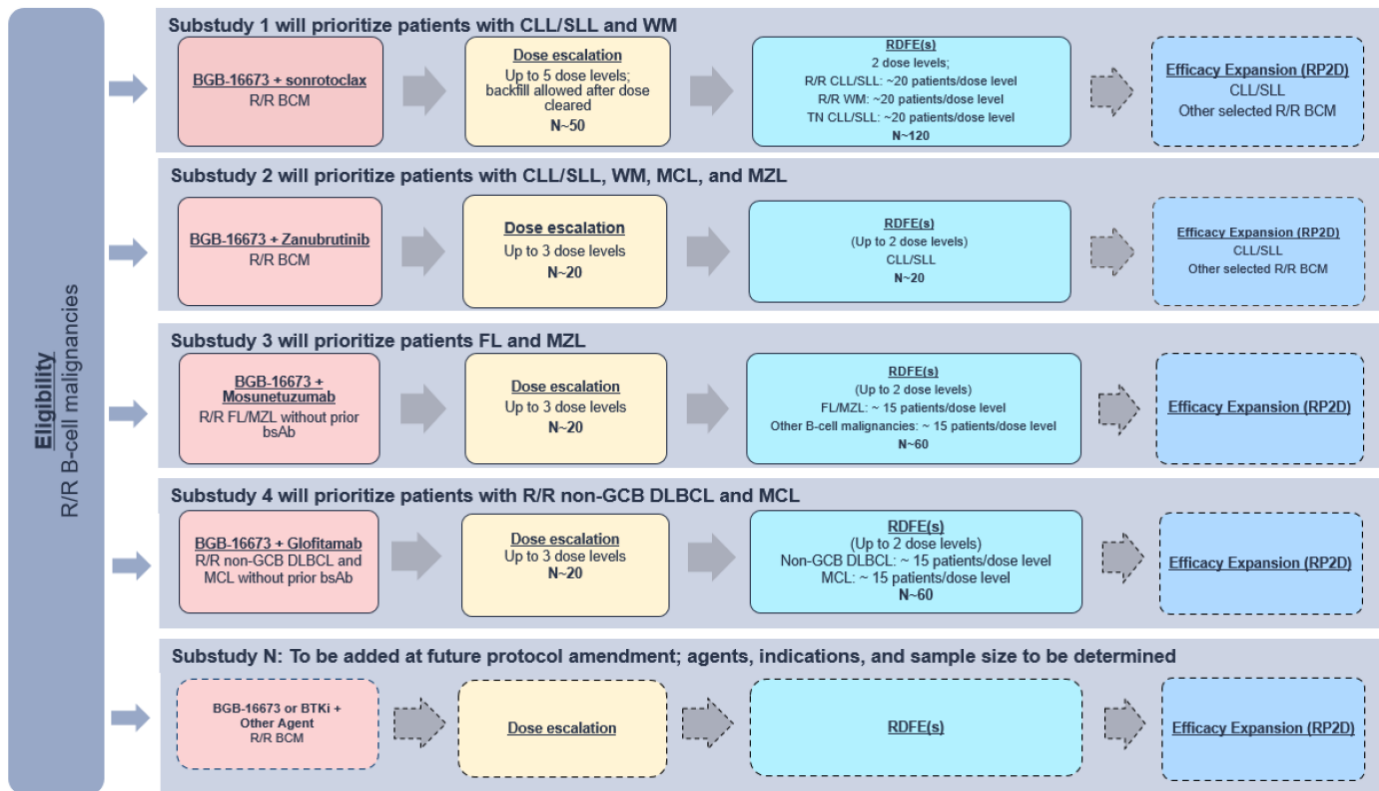 Eligibility
R/R B-cell malignancies
Substudy 1 will prioritize patients with CLL/SLL and WM
BGB-16673 + sonrotoclax
R/R BCM
Dose escalation
Up to 5 dose levels;
backfill allowed after dose
cleared
N~50
RDFE(s)
2 dose levels;
R/R CLL/SLL: ~20 patients/dose level
R/R WM: ~20 patients/dose level
TN CLL/SLL: ~20 patients/dose level
N~120
Efficacy Expansion (RP2D)
CLL/SLL
Other selected R/R BCM
Substudy 2 will prioritize patients with CLL/SLL, WM, MCL, and MZL
BGB-16673 + Zanubrutinib
R/R BCM
Dose escalation
Up to 3 dose levels
N~20
RDFE(s)
(Up to 2 dose levels)
CLL/SLL
N~20
Efficacy Expansion (RP2D)
CLL/SLL
Other selected R/R BCM
Substudy 3 will prioritize patients FL and MZL
BGB-16673 +
Mosunetuzumab
R/R FL/MZL without prior
bsAb
Dose escalation
Up to 3 dose levels
N~20
RDFE(s)
(Up to 2 dose levels)
FL/MZL: ~ 15 patients/dose level
Other B-cell malignancies: ~ 15 patients/dose level
N~60
Efficacy Expansion (RP2D)
Substudy 4 will prioritize patients with R/R non-GCB DLBCL and MCL
BGB-16673 + Glofitamab
R/R non-GCB DLBCL and
MCL without prior bsAb
Dose escalation
Up to 3 dose levels
N~20
RDFE(s)
(Up to 2 dose levels)
Non-GCB DLBCL: ~ 15 patients/dose level
MCL: ~ 15 patients/dose level
N~60
Efficacy Expansion (RP2D)
Substudy N: To be added at future protocol amendment; agents, indications, and sample size to be determined
BGB-16673 or BTKi +
Other Agent
R/R BCM
Dose escalation
RDFE(s)
Efficacy Expansion (RP2D)